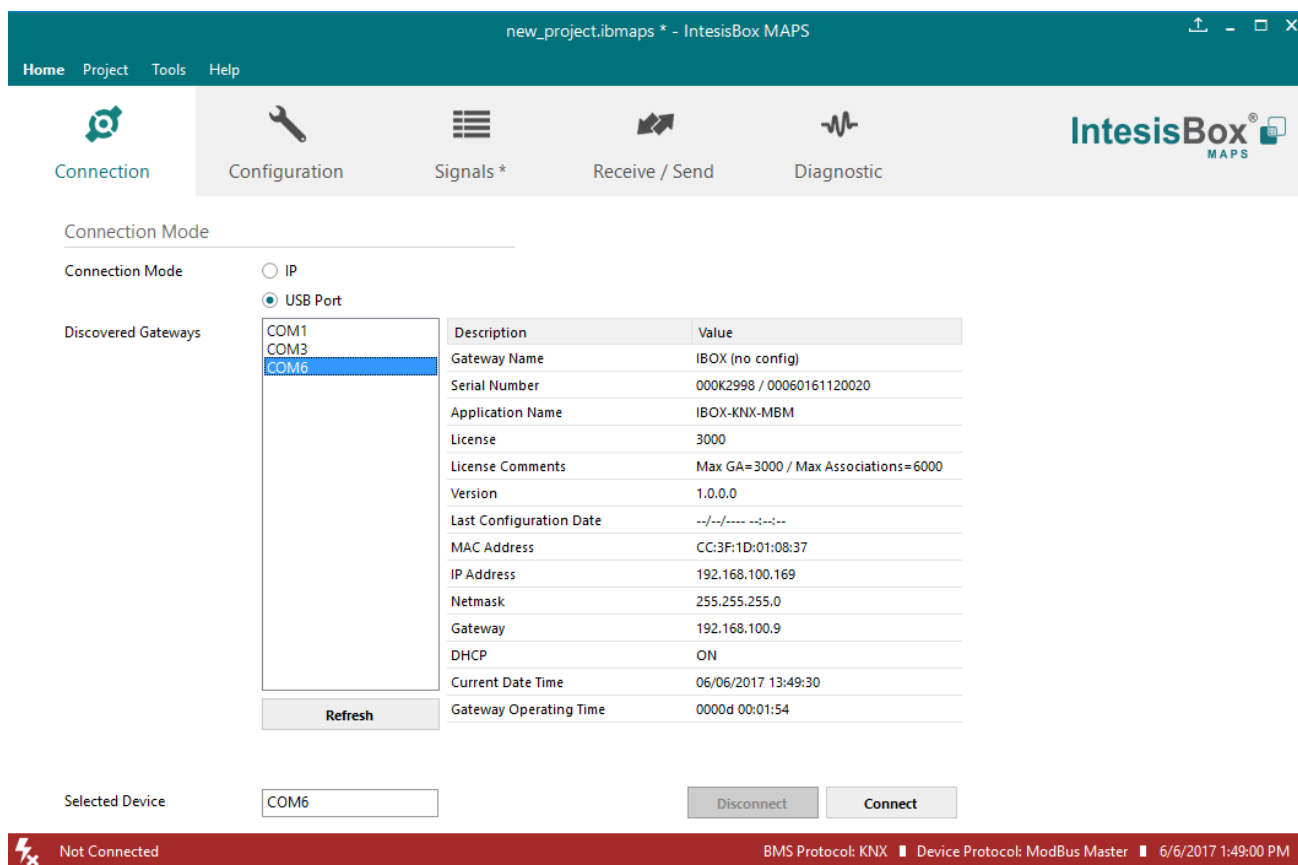 new_project.ibmaps * - IntesisBox MAPS
Home Project Tools Help
Connection Configuration Signals * Receive / Send Diagnostic
IntesisBox®
MAPS
Connection Mode
Connection Mode IP
USB Port
Discovered Gateways
COM1
COM3
COM6
Description Value
Gateway Name IBOX (no config)
Serial Number 000K2998 / 00060161120020
Application Name IBOX-KNX-MBM
License 3000
License Comments Max GA=3000 / Max Associations=6000
Version 1.0.0.0
Last Configuration Date --/--/---- --:--:--
MAC Address CC:3F:1D:01:08:37
IP Address 192.168.100.169
Netmask 255.255.255.0
Gateway 192.168.100.9
DHCP ON
Current Date Time 06/06/2017 13:49:30
Gateway Operating Time 0000d 00:01:54
Refresh
Selected Device COM6 Disconnect Connect
Not Connected BMS Protocol: KNX Device Protocol: ModBus Master 6/6/2017 1:49:00 PM